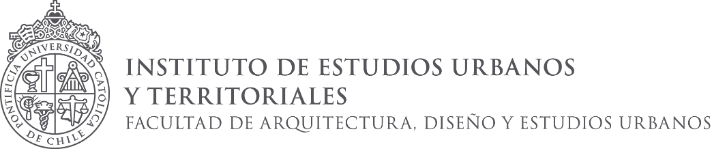 PONTIFICIA UNIVERSIDAD CATOLICA DE CHILE
INSTITUTO DE ESTUDIOS URBANOS
Y TERRITORIALES
FACULTAD DE ARQUITECTURA, DISEÑO Y ESTUDIOS URBANOS